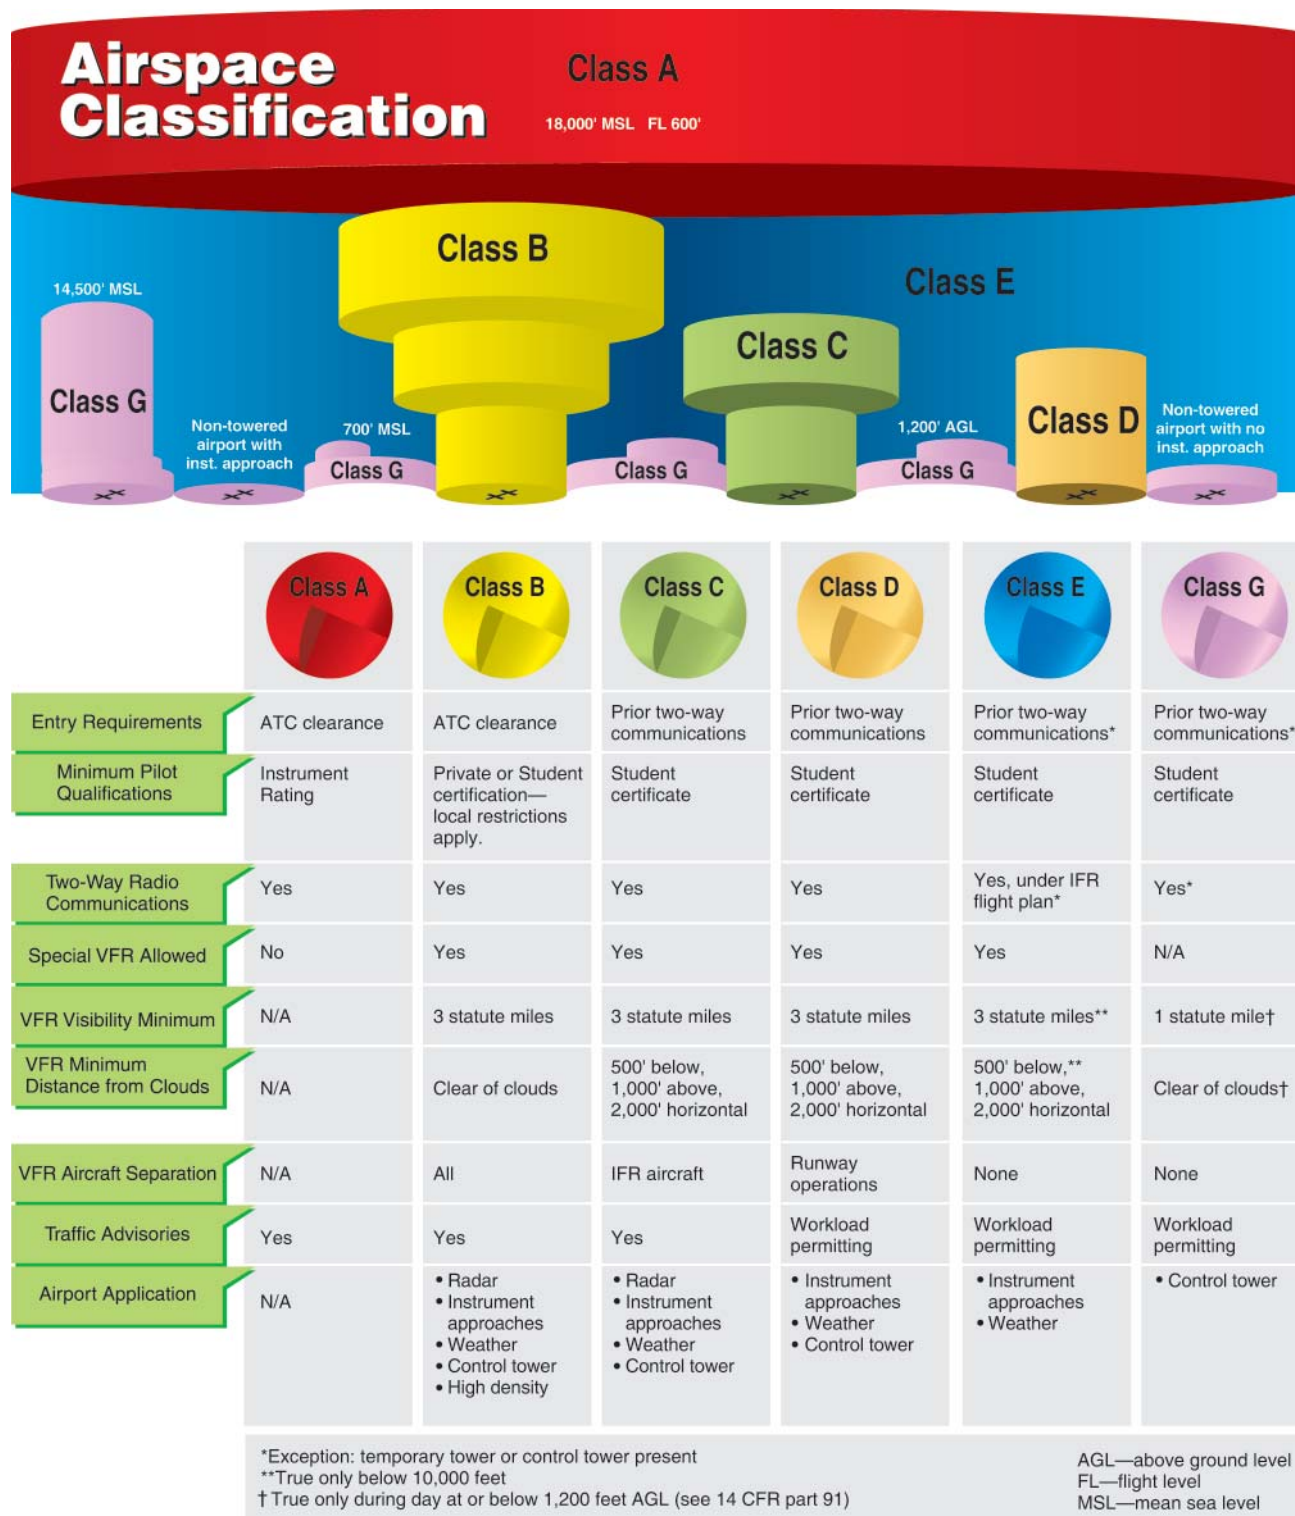 Airspace
Classification
Class A
18,000' MSL FL 600'
Class B
Class E
14,500' MSL
Class C
Class G
Class D
Non-towered
airport with
inst. approach
700' MSL
Class G
Class G
1,200' AGL
Class G
Non-towered
airport with no
inst. approach
Class A
Class B
Class C
Class D
Class E
Class G
Entry Requirements
ATC clearance
ATC clearance
Prior two-way
communications
Prior two-way
communications
Prior two-way
communications*
Prior two-way
communications*
Minimum Pilot
Qualifications
Instrument
Rating
Private or Student
certification—
local restrictions
apply.
Student
certificate
Student
certificate
Student
certificate
Student
certificate
Two-Way Radio
Communications
Yes
Yes
Yes
Yes
Yes, under IFR
flight plan*
Yes*
Special VFR Allowed
No
Yes
Yes
Yes
Yes
N/A
VFR Visibility Minimum
N/A
3 statute miles
3 statute miles
3 statute miles
3 statute miles**
1 statute mile†
VFR Minimum
Distance from Clouds
N/A
Clear of clouds
500' below,
1,000' above,
2,000' horizontal
500' below,
1,000' above,
2,000' horizontal
500' below,**
1,000' above,
2,000' horizontal
Clear of clouds†
VFR Aircraft Separation
N/A
All
IFR aircraft
Runway
operations
None
None
Traffic Advisories
Yes
Yes
Yes
Workload
permitting
Workload
permitting
Workload
permitting
Airport Application
N/A
• Radar
• Instrument
approaches
• Weather
• Control tower
• High density
• Radar
• Instrument
approaches
• Weather
• Control tower
• Instrument
approaches
• Weather
• Control tower
• Instrument
approaches
• Weather
• Control tower
*Exception: temporary tower or control tower present
**True only below 10,000 feet
† True only during day at or below 1,200 feet AGL (see 14 CFR part 91)
AGL—above ground level
FL—flight level
MSL—mean sea level